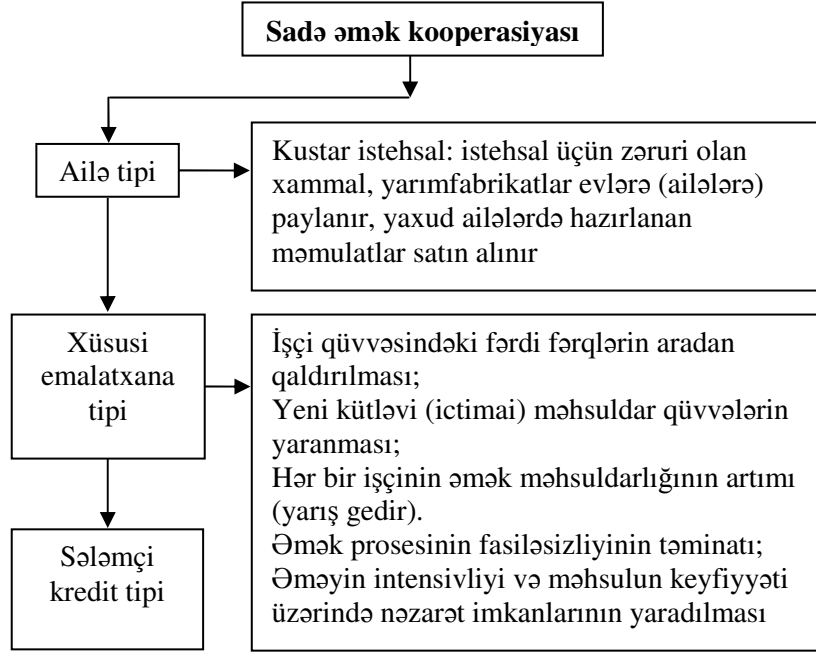 Sadə əmək kooperasiyası
Ailə tipi
Kustar istehsal: istehsal üçün zəruri olan
xammal, yarımfabrikatlar evlərə (ailələrə)
paylanır, yaxud ailələrdə hazırlanan
məmulatlar satın alınır
Xüsusi
emalatxana
tipi
İşçi qüvvəsindəki fərdi fərqlərin aradan
qaldırılması;
Yeni kütləvi (ictimai) məhsuldar qüvvələrin
yaranması;
Hər bir işçinin əmək məhsuldarlığının artımı
(yarış gedir).
Əmək prosesinin fasiləsizliyinin təminatı;
Əməyin intensivliyi və məhsulun keyfiyyəti
üzərində nəzarət imkanlarının yaradılması
Sələmçi
kredit tipi